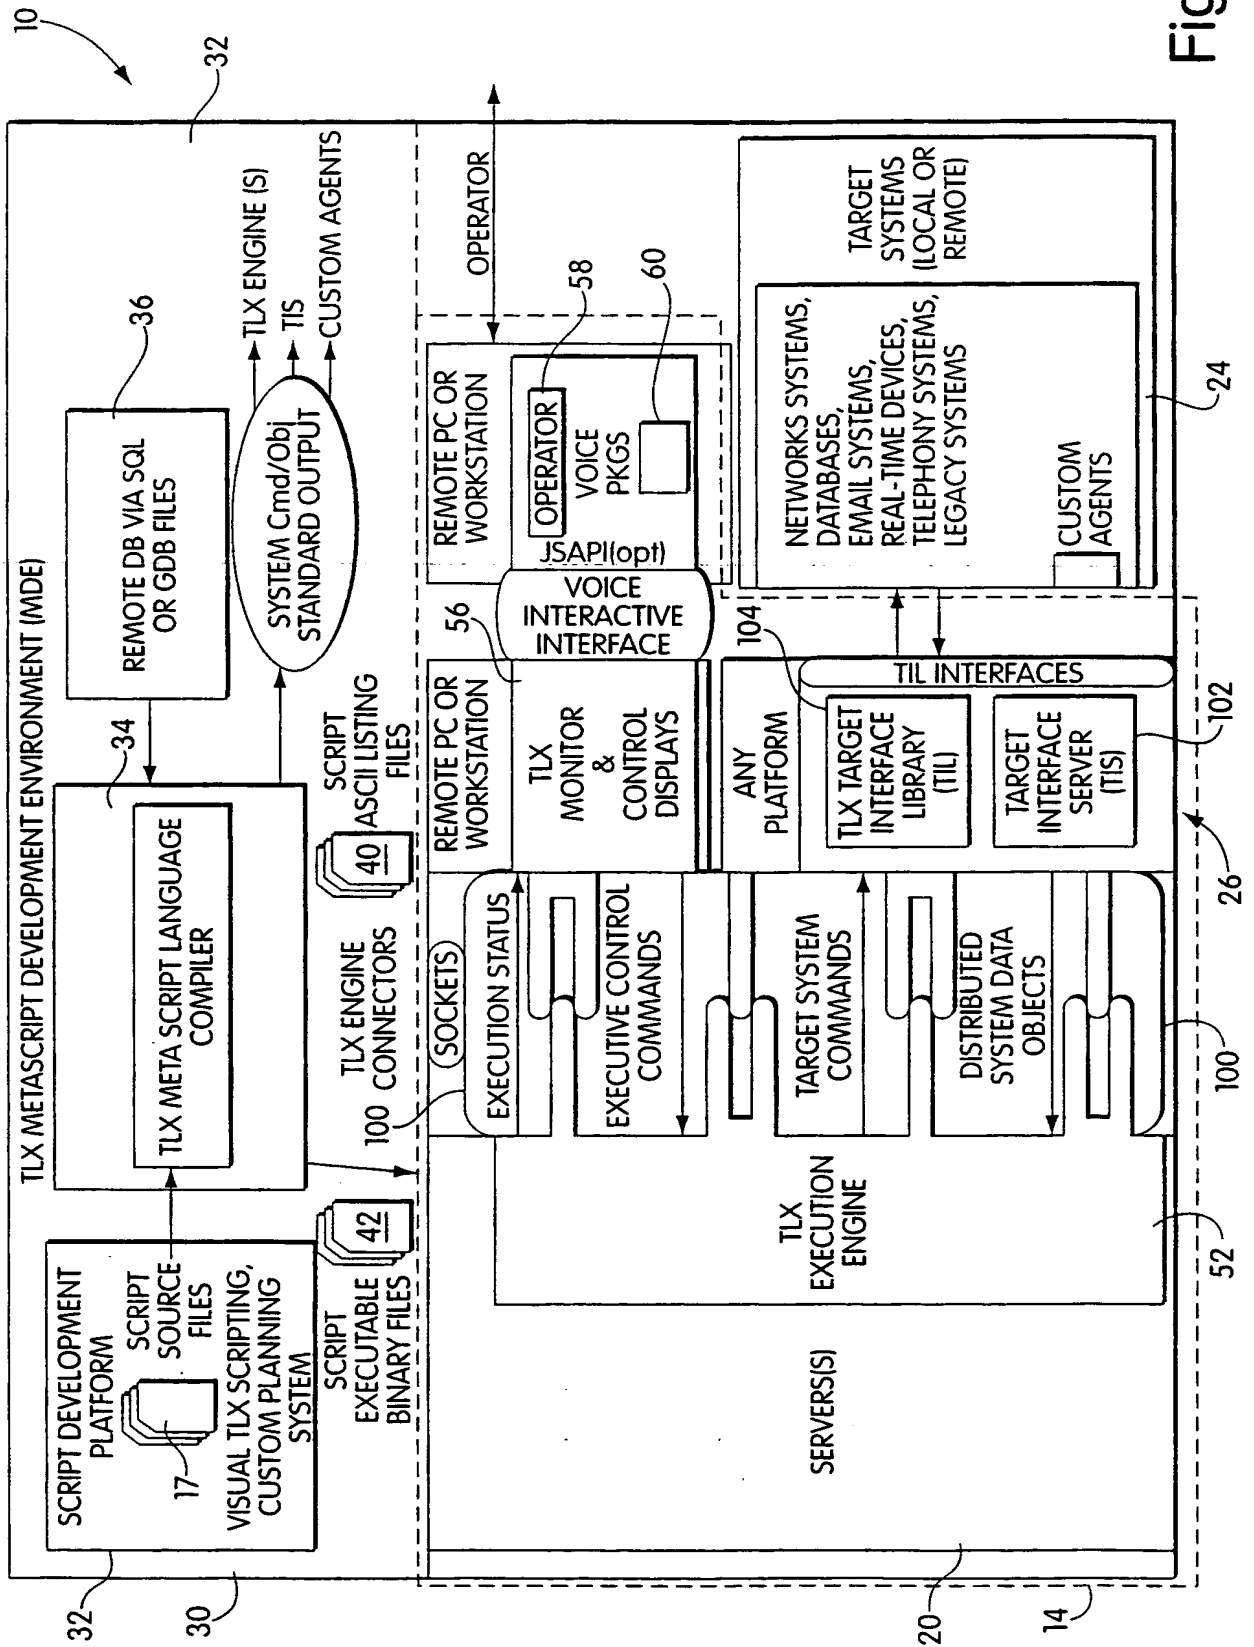 10
TLX METASCRIPT DEVELOPMENT ENVIRONMENT (MDE)
32
SCRIPT DEVELOPMENT
PLATFORM
SCRIPT
SOURCE
FILES
17
VISUAL TLX SCRIPTING,
CUSTOM PLANNING
SYSTEM
32
30
34
TLX META SCRIPT LANGUAGE
COMPILER
36
REMOTE DB VIA SQL
OR GDB FILES
SYSTEM Cmd/Obj
STANDARD OUTPUT
TLX ENGINE (S)
TIS
CUSTOM AGENTS
SCRIPT
EXECUTABLE
BINARY FILES
42
TLX ENGINE
CONNECTORS
100
SCRIPT
ASCII LISTING
FILES
40
SERVERS(S)
TLX
EXECUTION
ENGINE
52
20
14
SOCKETS
EXECUTION STATUS
EXECUTIVE CONTROL
COMMANDS
TARGET SYSTEM
COMMANDS
DISTRIBUTED
SYSTEM DATA
OBJECTS
100
REMOTE PC OR
WORKSTATION
56
TLX
MONITOR
&
CONTROL
DISPLAYS
VOICE
INTERACTIVE
INTERFACE
REMOTE PC OR
WORKSTATION
JSAPI(opt)
OPERATOR
VOICE
PKGS
58
60
OPERATOR
ANY
PLATFORM
104
TLX TARGET
INTERFACE
LIBRARY
(TIL)
TARGET
INTERFACE
SERVER
(TIS)
TIL INTERFACES
102
26
NETWORKS SYSTEMS,
DATABASES,
EMAIL SYSTEMS,
REAL-TIME DEVICES,
TELEPHONY SYSTEMS,
LEGACY SYSTEMS
CUSTOM
AGENTS
TARGET
SYSTEMS
(LOCAL OR
REMOTE)
24